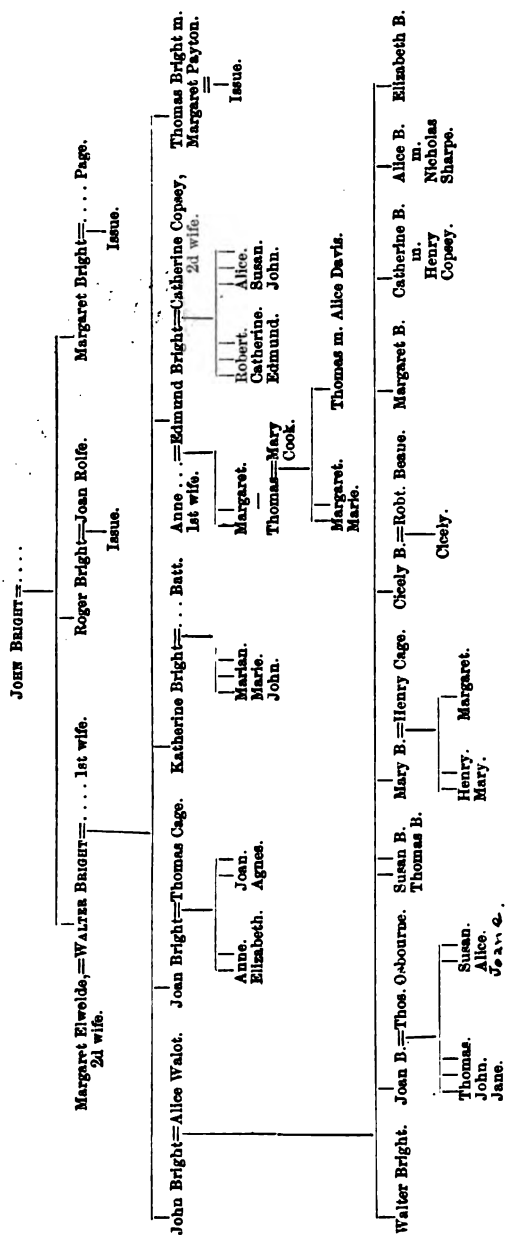 JOHN BRIGHT=....
Margaret Elwelde,=WALTER BRIGHT=.... 1st wife.
2d wife.
Roger Bright=Joan Rolfe.
Issue.
Margaret Bright=.... Page.
Issue.
John Bright=Alice Walot.
Joan Bright=Thomas Cage.
Anne.
Elizabeth.
Joan.
Agnes.
Katherine Bright=... Batt.
Marian.
Marie.
John.
Anne ...=Edmund Bright=Catherine Copsey,
1st wife.
2d wife.
Margaret.
Thomas=Mary
Cook.
Robert.
Catherine.
Edmund.
Alice.
Susan.
John.
Margaret.
Marie.
Thomas m. Alice Davis.
Thomas Bright m.
Margaret Payton.
=
Issue.
Walter Bright.
Joan B.=Thos. Osbourne.
Thomas.
John.
Jane.
Susan.
Alice.
Joane.
Susan B.
Thomas B.
Mary B.=Henry Cage.
Henry.
Mary.
Margaret.
Cicely B.=Robt. Beaue.
Cicely.
Margaret B.
Catherine B.
m.
Henry
Copsey.
Alice B.
m.
Nicholas
Sharpe.
Elizabeth B.